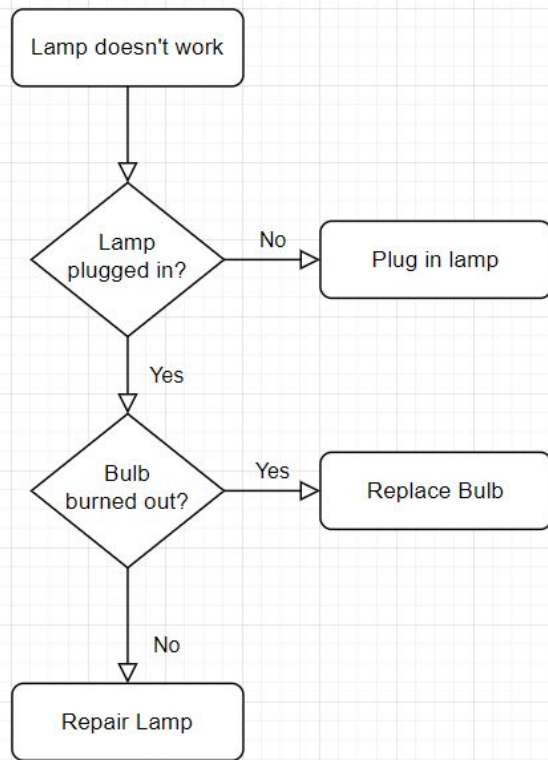 Lamp doesn't work
Lamp
plugged in?
No
Plug in lamp
Yes
Bulb
burned out?
Yes
Replace Bulb
No
Repair Lamp